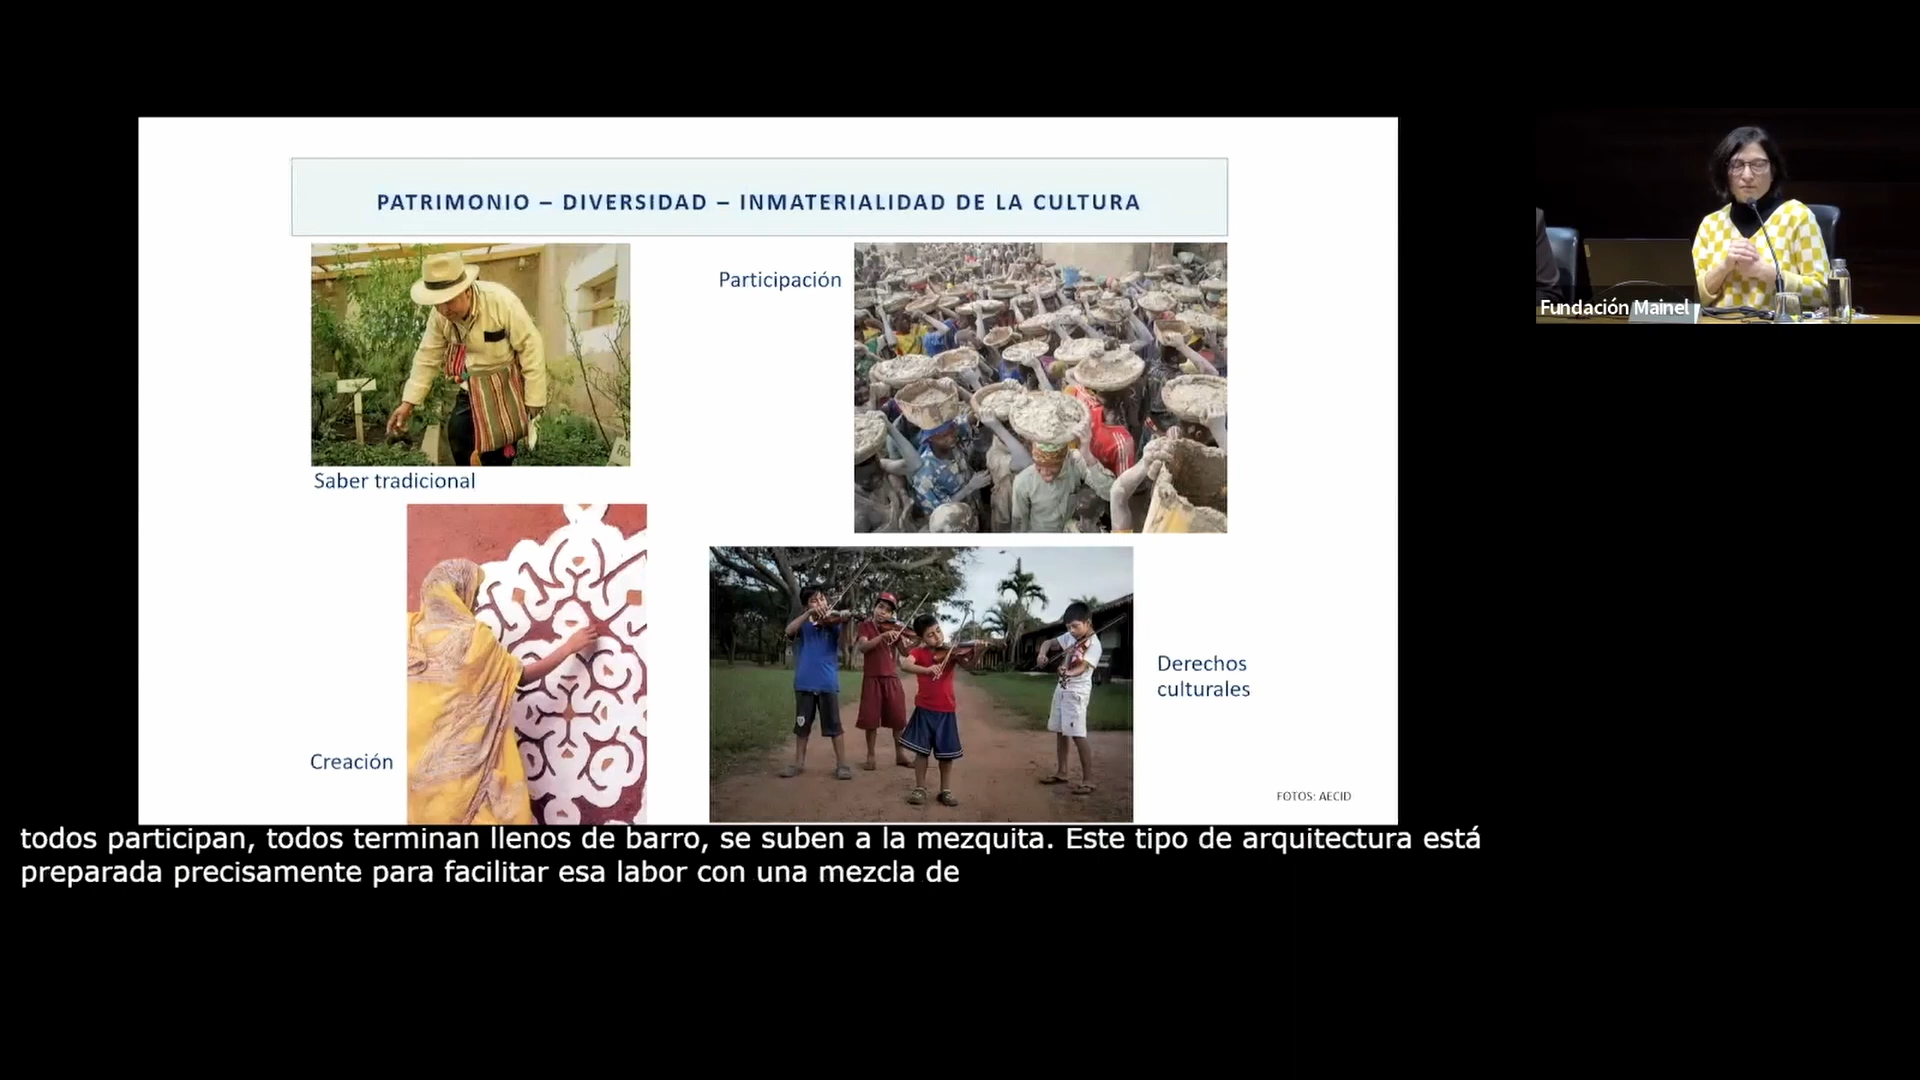 PATRIMONIO – DIVERSIDAD – INMATERIALIDAD DE LA CULTURA
Participación
Saber tradicional
Derechos
culturales
Creación
FOTOS: AECID
Fundación Mainel
todos participan, todos terminan llenos de barro, se suben a la mezquita. Este tipo de arquitectura está
preparada precisamente para facilitar esa labor con una mezcla de